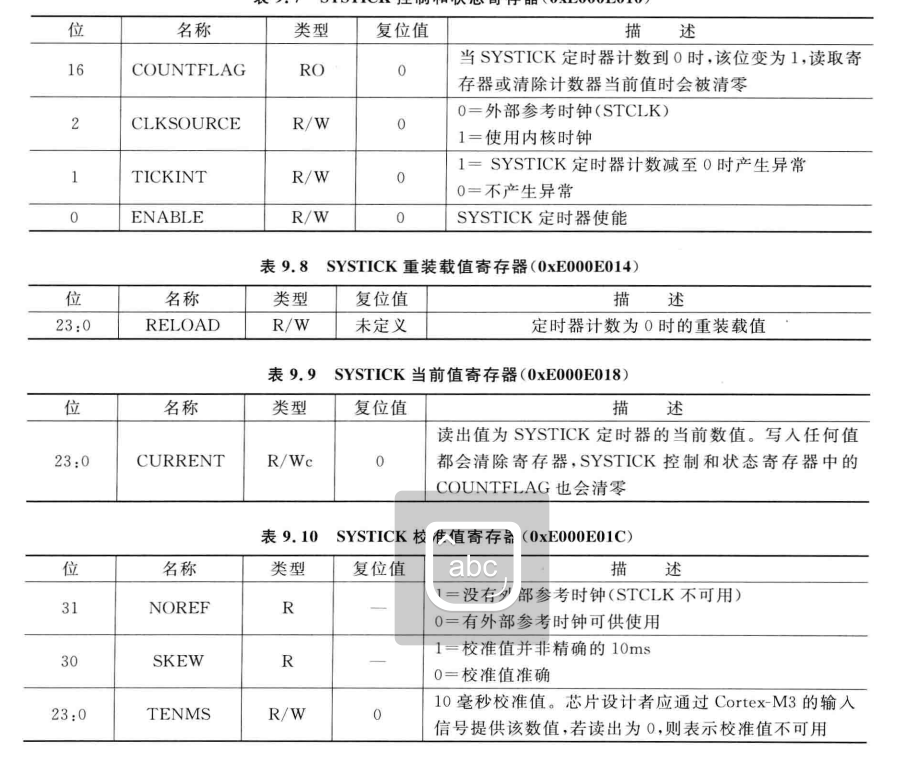 表 9.7 SYSTICK 控制和状态寄存器(0xE000E010)
位 名称 类型 复位值 描 述
16 COUNTFLAG RO 0 当 SYSTICK 定时器计数到 0 时,该位变为 1,读取寄
存器或清除计数器当前值时会被清零
2 CLKSOURCE R/W 0 0=外部参考时钟(STCLK)
1=使用内核时钟
1 TICKINT R/W 0 1= SYSTICK 定时器计数减至 0 时产生异常
0=不产生异常
0 ENABLE R/W 0 SYSTICK 定时器使能
表 9.8 SYSTICK 重装载值寄存器(0xE000E014)
位 名称 类型 复位值 描 述
23:0 RELOAD R/W 未定义 定时器计数为 0 时的重装载值
表 9.9 SYSTICK 当前值寄存器(0xE000E018)
位 名称 类型 复位值 描 述
23:0 CURRENT R/Wc 0 读出值为 SYSTICK 定时器的当前数值。写入任何值
都会清除寄存器,SYSTICK 控制和状态寄存器中的
COUNTFLAG 也会清零
表 9.10 SYSTICK 校准值寄存器(0xE000E01C)
abc
位 名称 类型 复位值 描 述
31 NOREF R — 1=没有外部参考时钟(STCLK 不可用)
0=有外部参考时钟可供使用
30 SKEW R — 1=校准值并非精确的 10ms
0=校准值准确
23:0 TENMS R/W 0 10 毫秒校准值。芯片设计者应通过 Cortex-M3 的输入
信号提供该数值,若读出为 0,则表示校准值不可用